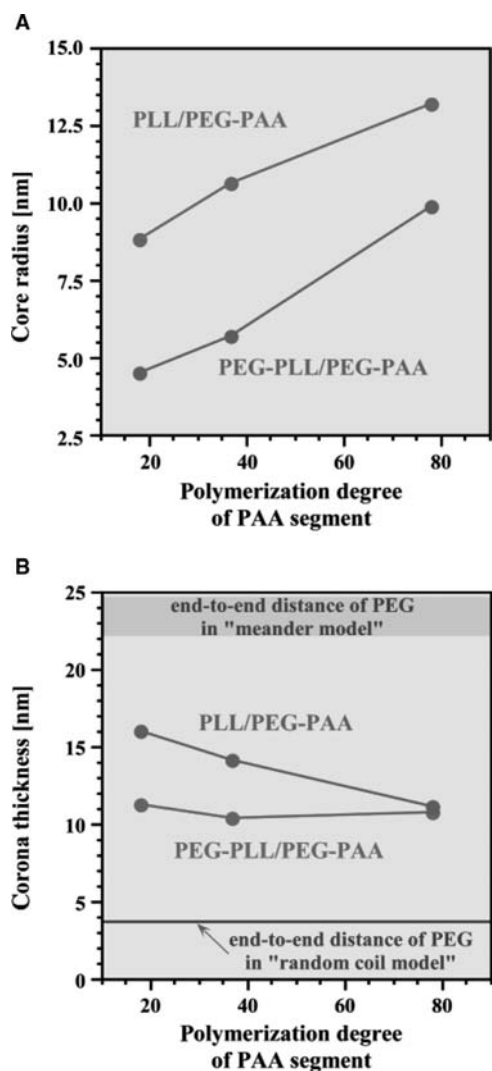 A
15.0
12.5
10.0
7.5
5.0
2.5
Core radius [nm]
PLL/PEG-PAA
PEG-PLL/PEG-PAA
20
40
60
80
Polymerization degree
of PAA segment
B
25
20
15
10
5
0
Corona thickness [nm]
end-to-end distance of PEG
in "meander model"
PLL/PEG-PAA
PEG-PLL/PEG-PAA
end-to-end distance of PEG
in "random coil model"
20
40
60
80
Polymerization degree
of PAA segment